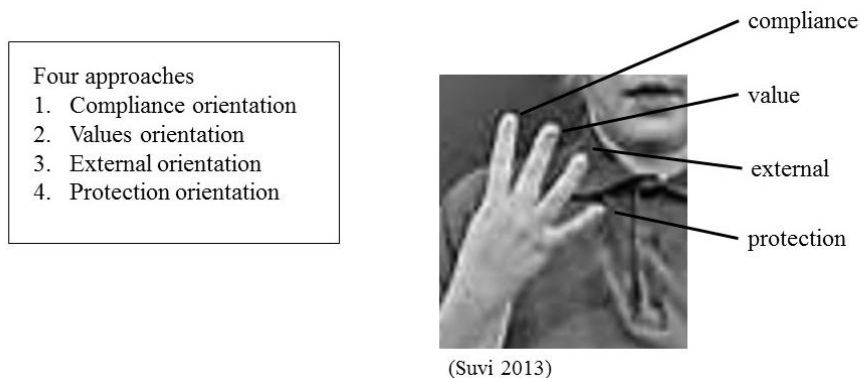 Four approaches
1. Compliance orientation
2. Values orientation
3. External orientation
4. Protection orientation
compliance
value
external
protection
(Suvi 2013)